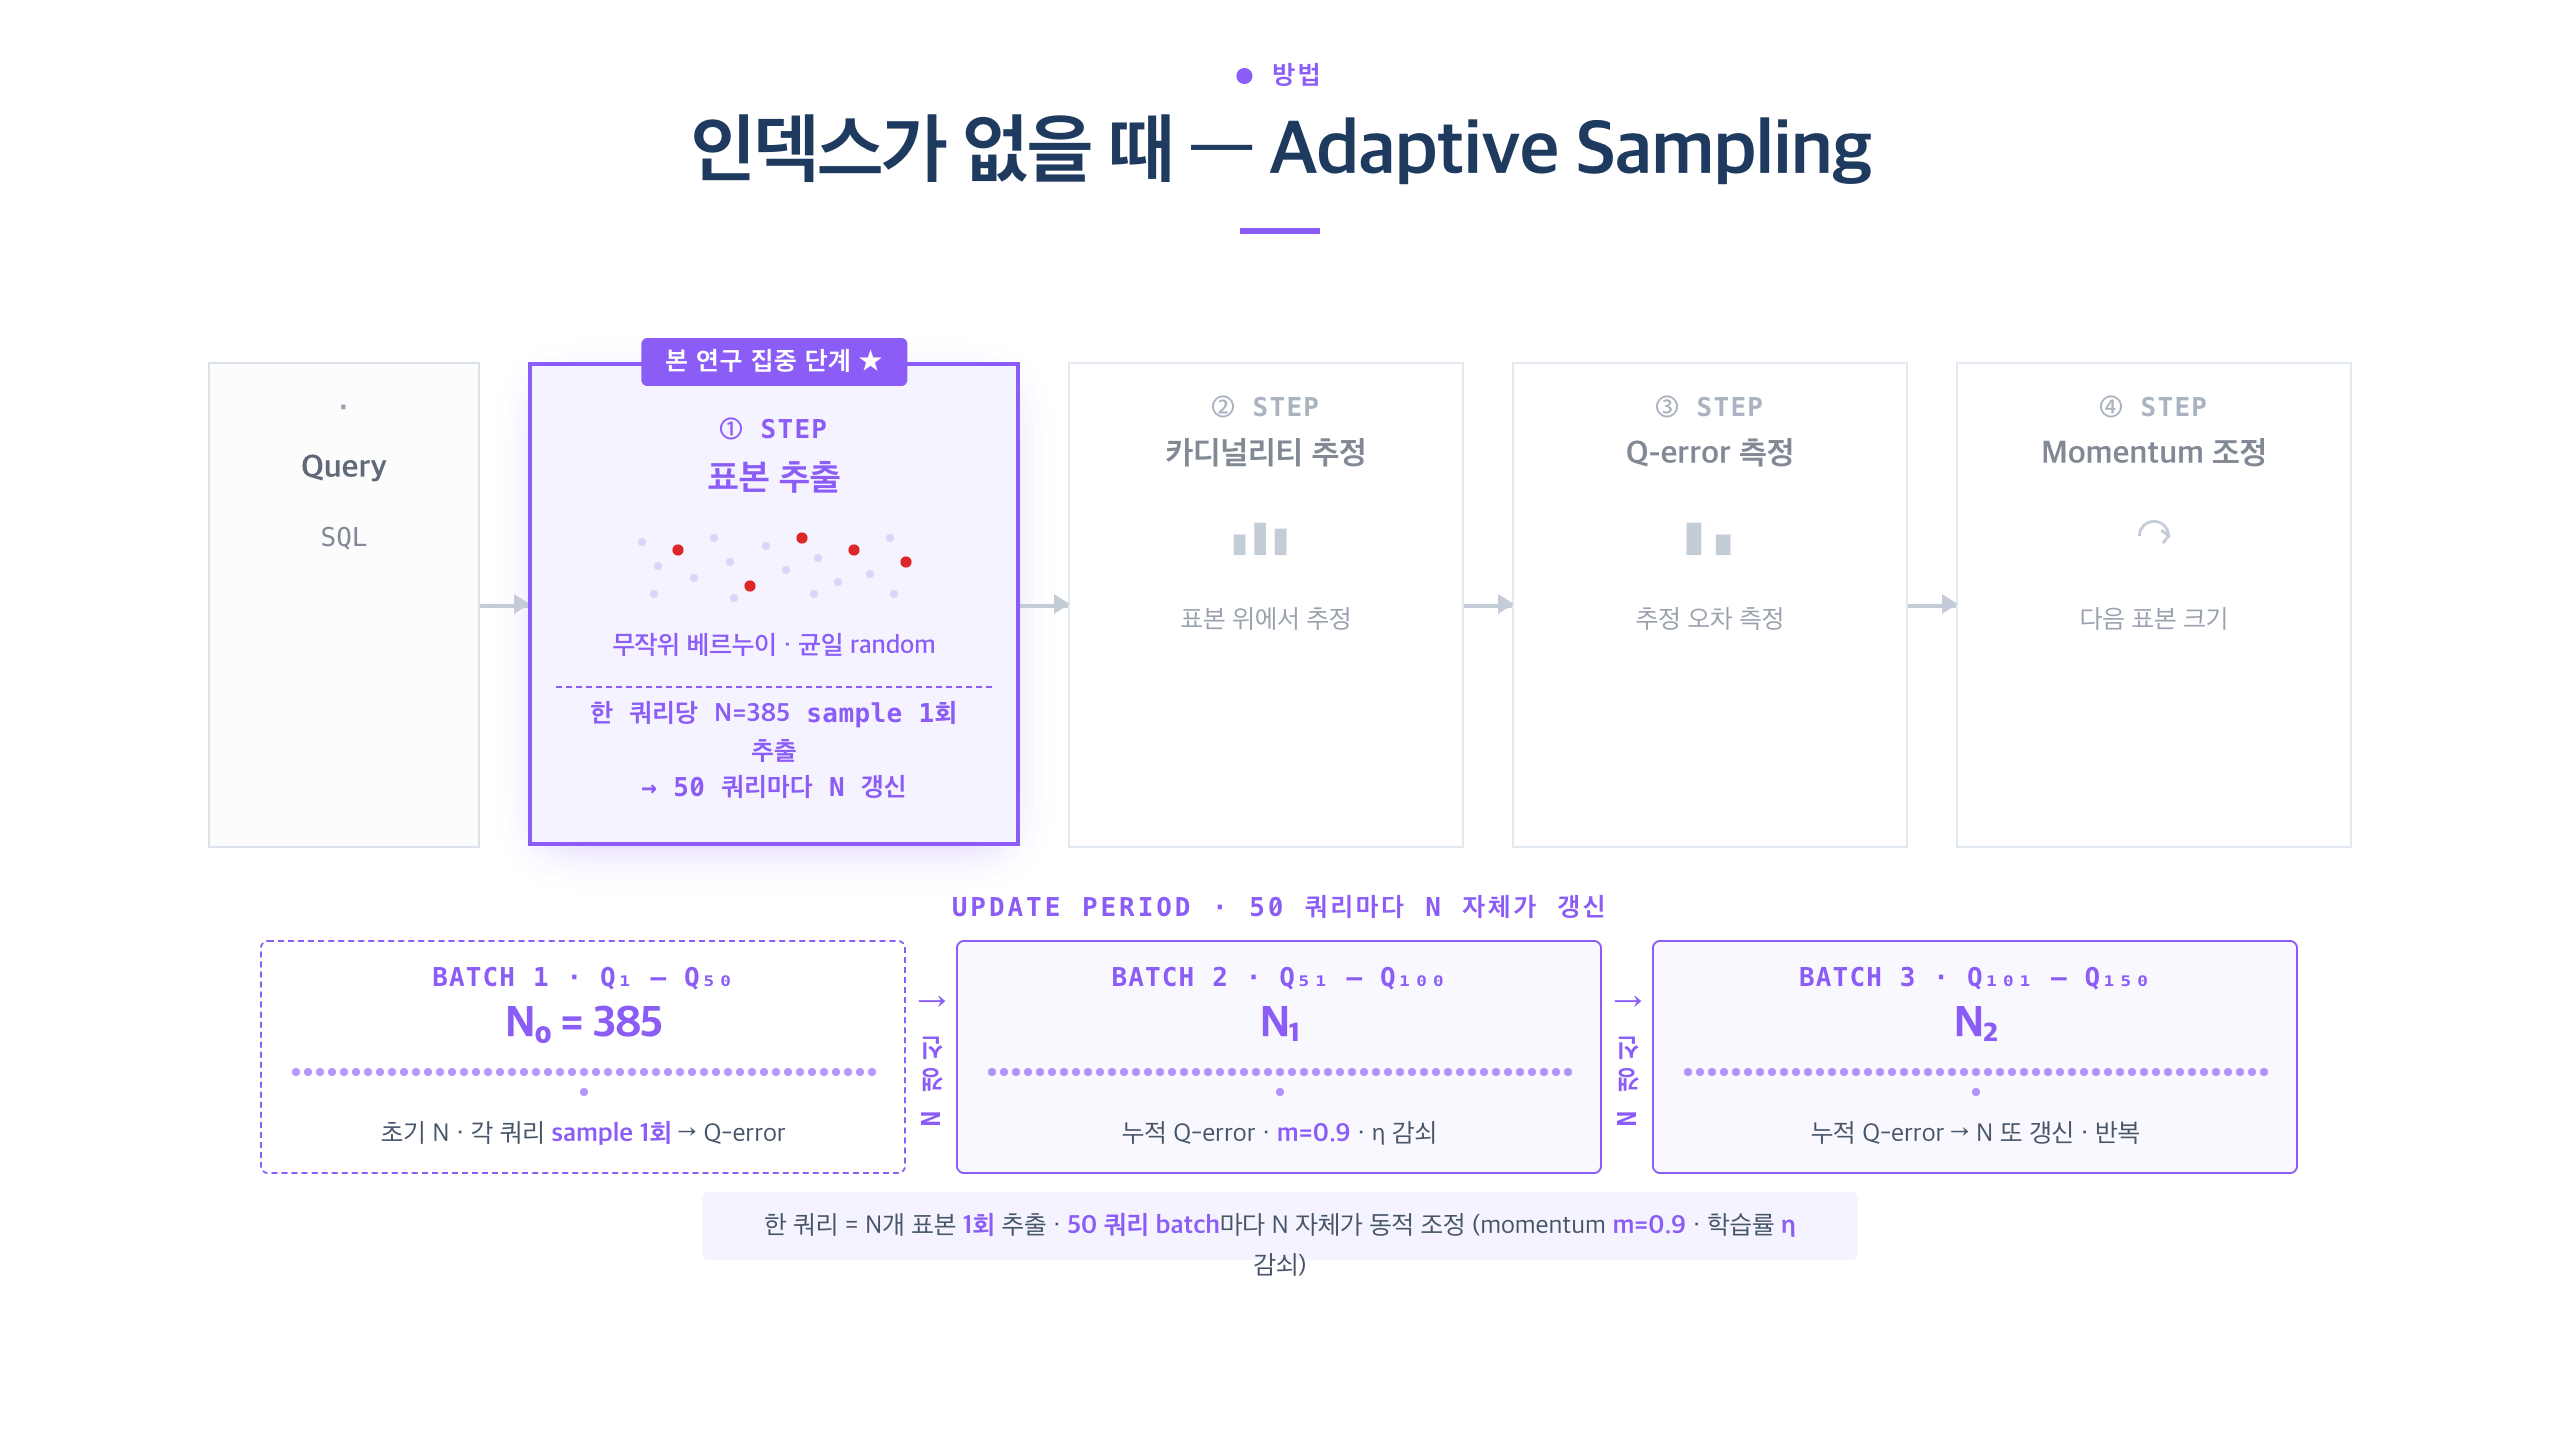 ● 방법
인덱스가 없을 때 — Adaptive Sampling
·
Query
SQL
본 연구 집중 단계 ★
① STEP
표본 추출
무작위 베르누이 · 균일 random
한 쿼리당 N=385 sample 1회
추출
→ 50 쿼리마다 N 갱신
② STEP
카디널리티 추정
표본 위에서 추정
③ STEP
Q-error 측정
추정 오차 측정
④ STEP
Momentum 조정
다음 표본 크기
UPDATE PERIOD · 50 쿼리마다 N 자체가 갱신
BATCH 1 · Q₁ – Q₅₀
N₀ = 385
초기 N · 각 쿼리 sample 1회 → Q-error
→
N 갱신
BATCH 2 · Q₅₁ – Q₁₀₀
N₁
누적 Q-error · m=0.9 · η 감쇠
→
N 갱신
BATCH 3 · Q₁₀₁ – Q₁₅₀
N₂
누적 Q-error → N 또 갱신 · 반복
한 쿼리 = N개 표본 1회 추출 · 50 쿼리 batch마다 N 자체가 동적 조정 (momentum m=0.9 · 학습률 η
감쇠)